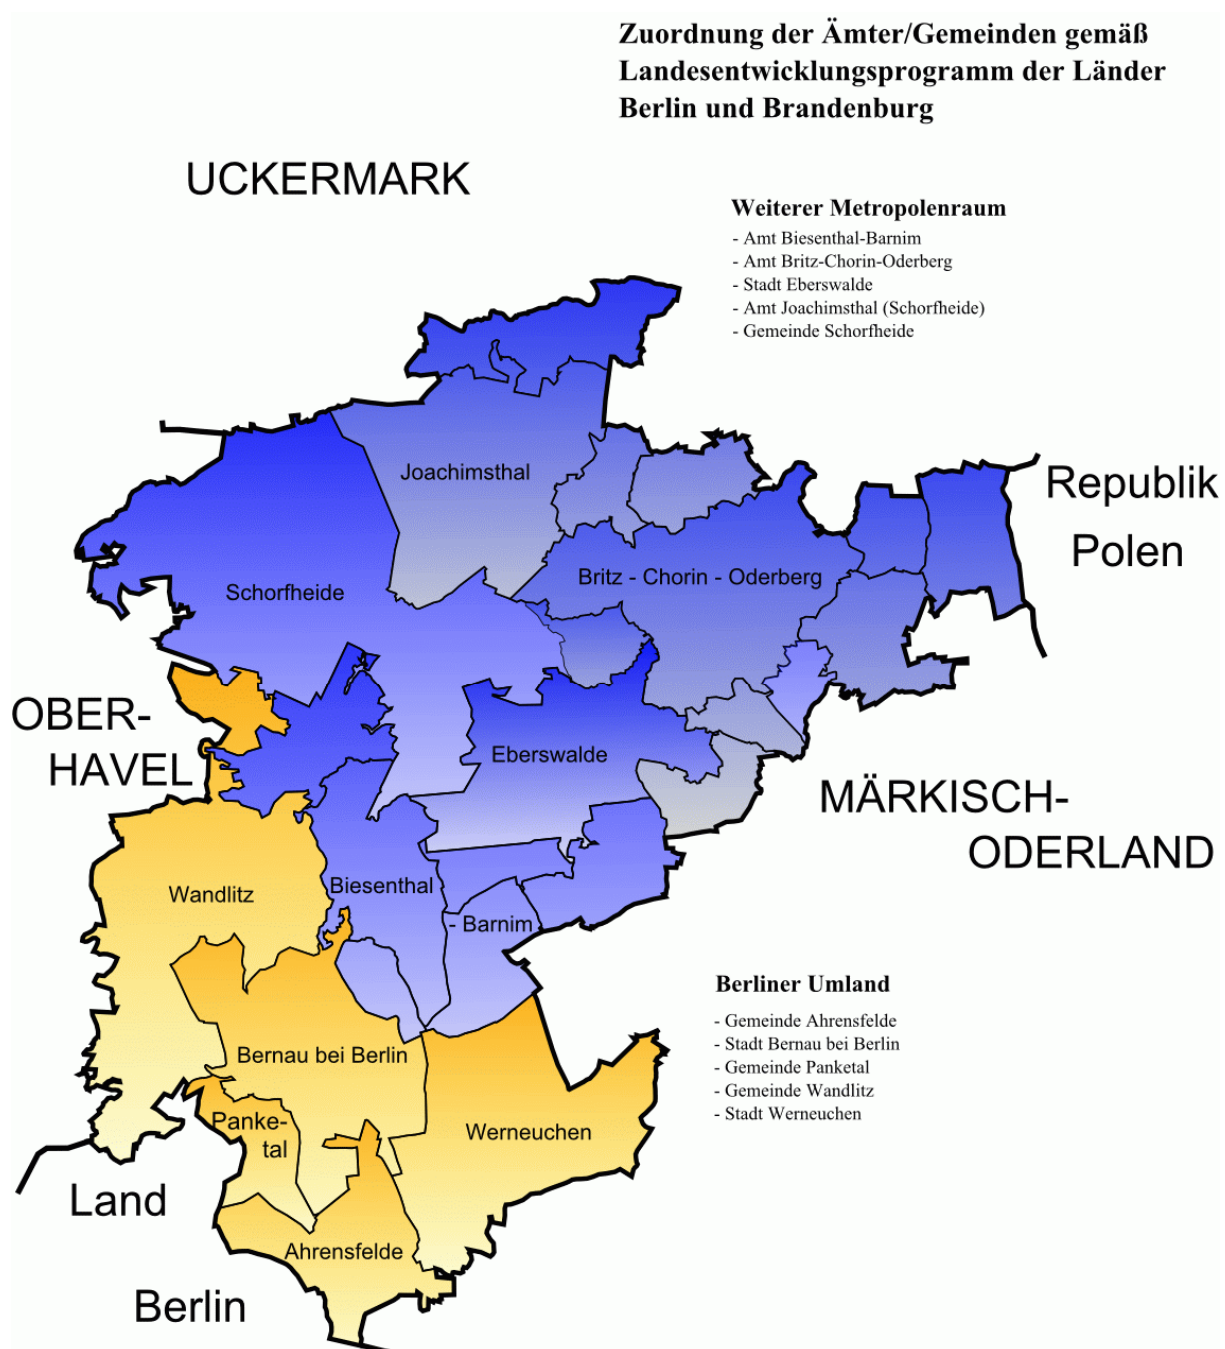 Zuordnung der Ämter/Gemeinden gemäß
Landesentwicklungsprogramm der Länder
Berlin und Brandenburg
UCKERMARK
Weiterer Metropolenraum
- Amt Biesenthal-Barnim
- Amt Britz-Chorin-Oderberg
- Stadt Eberswalde
- Amt Joachimsthal (Schorfheide)
- Gemeinde Schorfheide
Joachimsthal
Republik
Polen
Britz - Chorin - Oderberg
Schorfheide
OBER-
HAVEL
Eberswalde
MÄRKISCH-
ODERLAND
Wandlitz
Biesenthal
- Barnim
Berliner Umland
- Gemeinde Ahrensfelde
- Stadt Bernau bei Berlin
- Gemeinde Panketal
- Gemeinde Wandlitz
- Stadt Werneuchen
Bernau bei Berlin
Panke-
tal
Werneuchen
Land
Ahrensfelde
Berlin